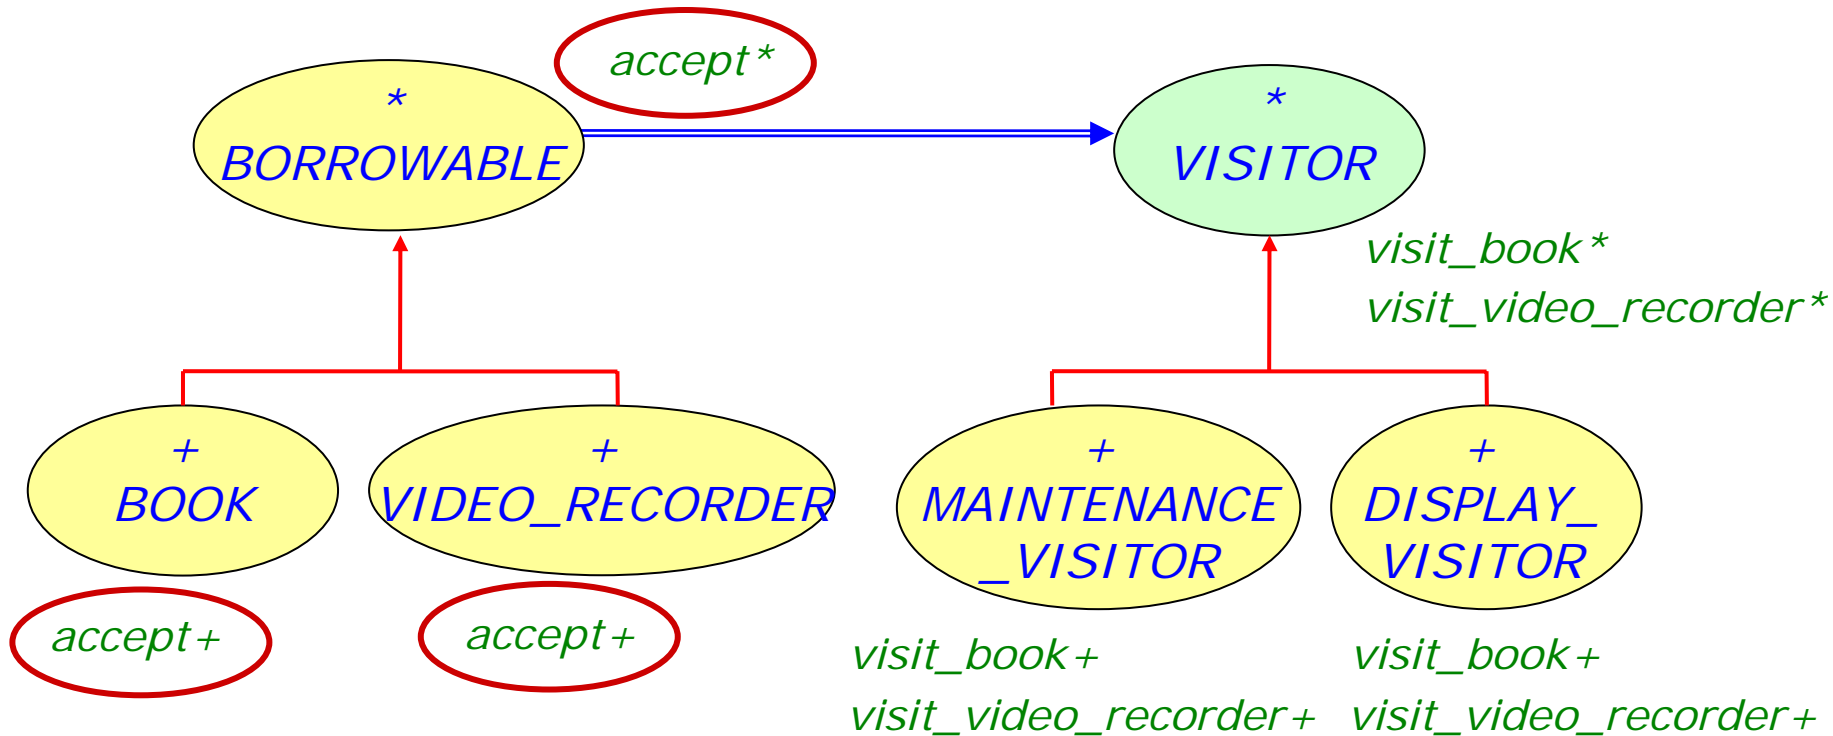 accept*
*
BORROWABLE
*
VISITOR
visit_book*
visit_video_recorder*
+
BOOK
+
VIDEO_RECORDER
+
MAINTENANCE
_VISITOR
+
DISPLAY_
VISITOR
accept+
accept+
visit_book+
visit_video_recorder+
visit_book+
visit_video_recorder+